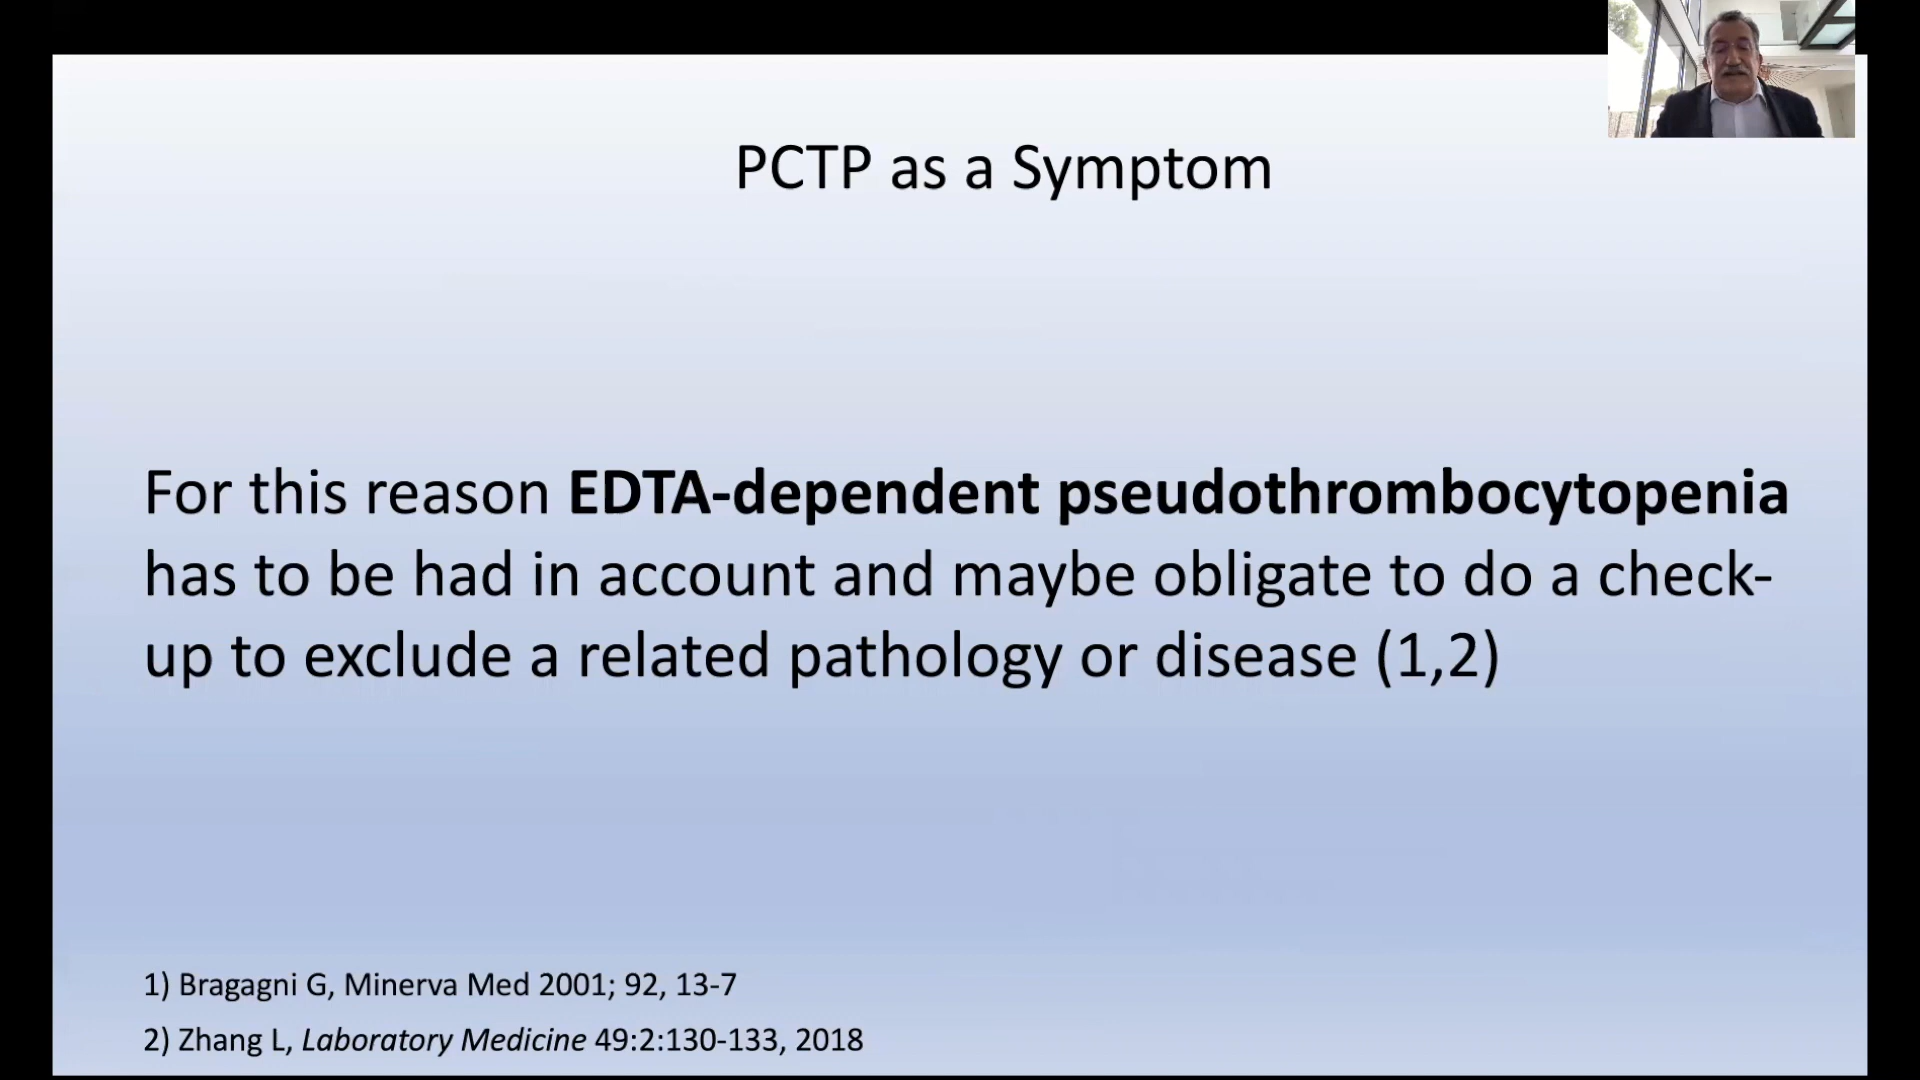 PCTP as a Symptom
For this reason EDTA-dependent pseudothrombocytopenia
has to be had in account and maybe obligate to do a check-
up to exclude a related pathology or disease (1,2)
1) Bragagni G, Minerva Med 2001; 92, 13-7
2) Zhang L, Laboratory Medicine 49:2:130-133, 2018